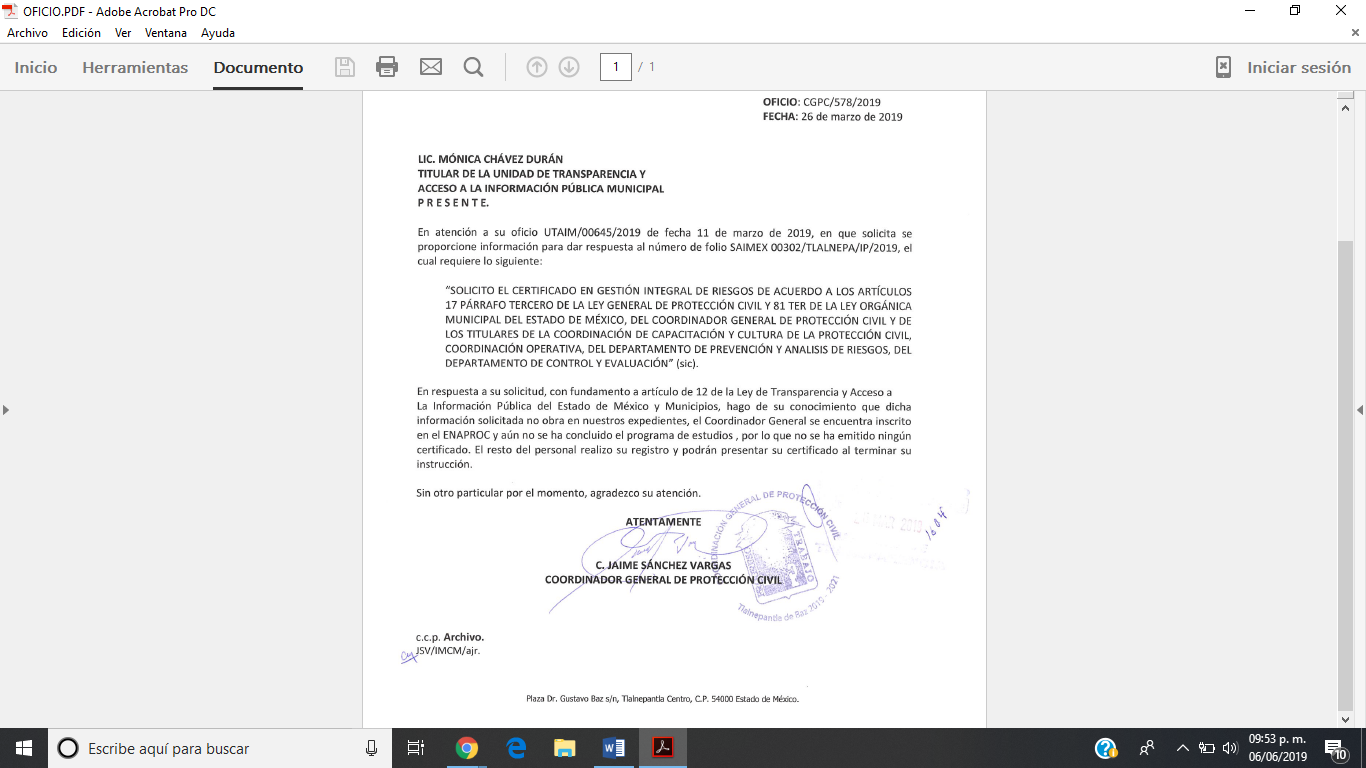 OFICIO.PDF - Adobe Acrobat Pro DC
Archivo Edición Ver Ventana Ayuda
Inicio Herramientas Documento 1 / 1 Iniciar sesión
OFICIO: CGPC/578/2019
FECHA: 26 de marzo de 2019
LIC. MÓNICA CHÁVEZ DURÁN
TITULAR DE LA UNIDAD DE TRANSPARENCIA Y
ACCESO A LA INFORMACIÓN PÚBLICA MUNICIPAL
P R E S E N T E.
En atención a su oficio UTAIM/00645/2019 de fecha 11 de marzo de 2019, en que solicita se
proporcione información para dar respuesta al número de folio SAIMEX 00302/TLALNEPA/IP/2019, el
cual requiere lo siguiente:
"SOLICITO EL CERTIFICADO EN GESTIÓN INTEGRAL DE RIESGOS DE ACUERDO A LOS ARTÍCULOS
17 PÁRRAFO TERCERO DE LA LEY GENERAL DE PROTECCIÓN CIVIL Y 81 TER DE LA LEY ORGÁNICA
MUNICIPAL DEL ESTADO DE MÉXICO, DEL COORDINADOR GENERAL DE PROTECCIÓN CIVIL Y DE
LOS TITULARES DE LA COORDINACIÓN DE CAPACITACIÓN Y CULTURA DE LA PROTECCIÓN CIVIL,
COORDINACIÓN OPERATIVA, DEL DEPARTAMENTO DE PREVENCIÓN Y ANALISIS DE RIESGOS, DEL
DEPARTAMENTO DE CONTROL Y EVALUACIÓN" (sic).
En respuesta a su solicitud, con fundamento a artículo de 12 de la Ley de Transparencia y Acceso a
La Información Pública del Estado de México y Municipios, hago de su conocimiento que dicha
información solicitada no obra en nuestros expedientes, el Coordinador General se encuentra inscrito
en el ENAPROC y aún no se ha concluido el programa de estudios , por lo que no se ha emitido ningún
certificado. El resto del personal realizo su registro y podrán presentar su certificado al terminar su
instrucción.
Sin otro particular por el momento, agradezco su atención.
ATENTAMENTE
C. JAIME SÁNCHEZ VARGAS
COORDINADOR GENERAL DE PROTECCIÓN CIVIL
COORDINACIÓN GENERAL DE PROTECCIÓN CIVIL
TRABAJO
Tlalnepantla de Baz 2019 - 2021
c.c.p. Archivo.
JSV/IMCM/ajr.
Plaza Dr. Gustavo Baz s/n, Tlalnepantla Centro, C.P. 54000 Estado de México.
Escribe aquí para buscar
09:53 p. m.
06/06/2019
10